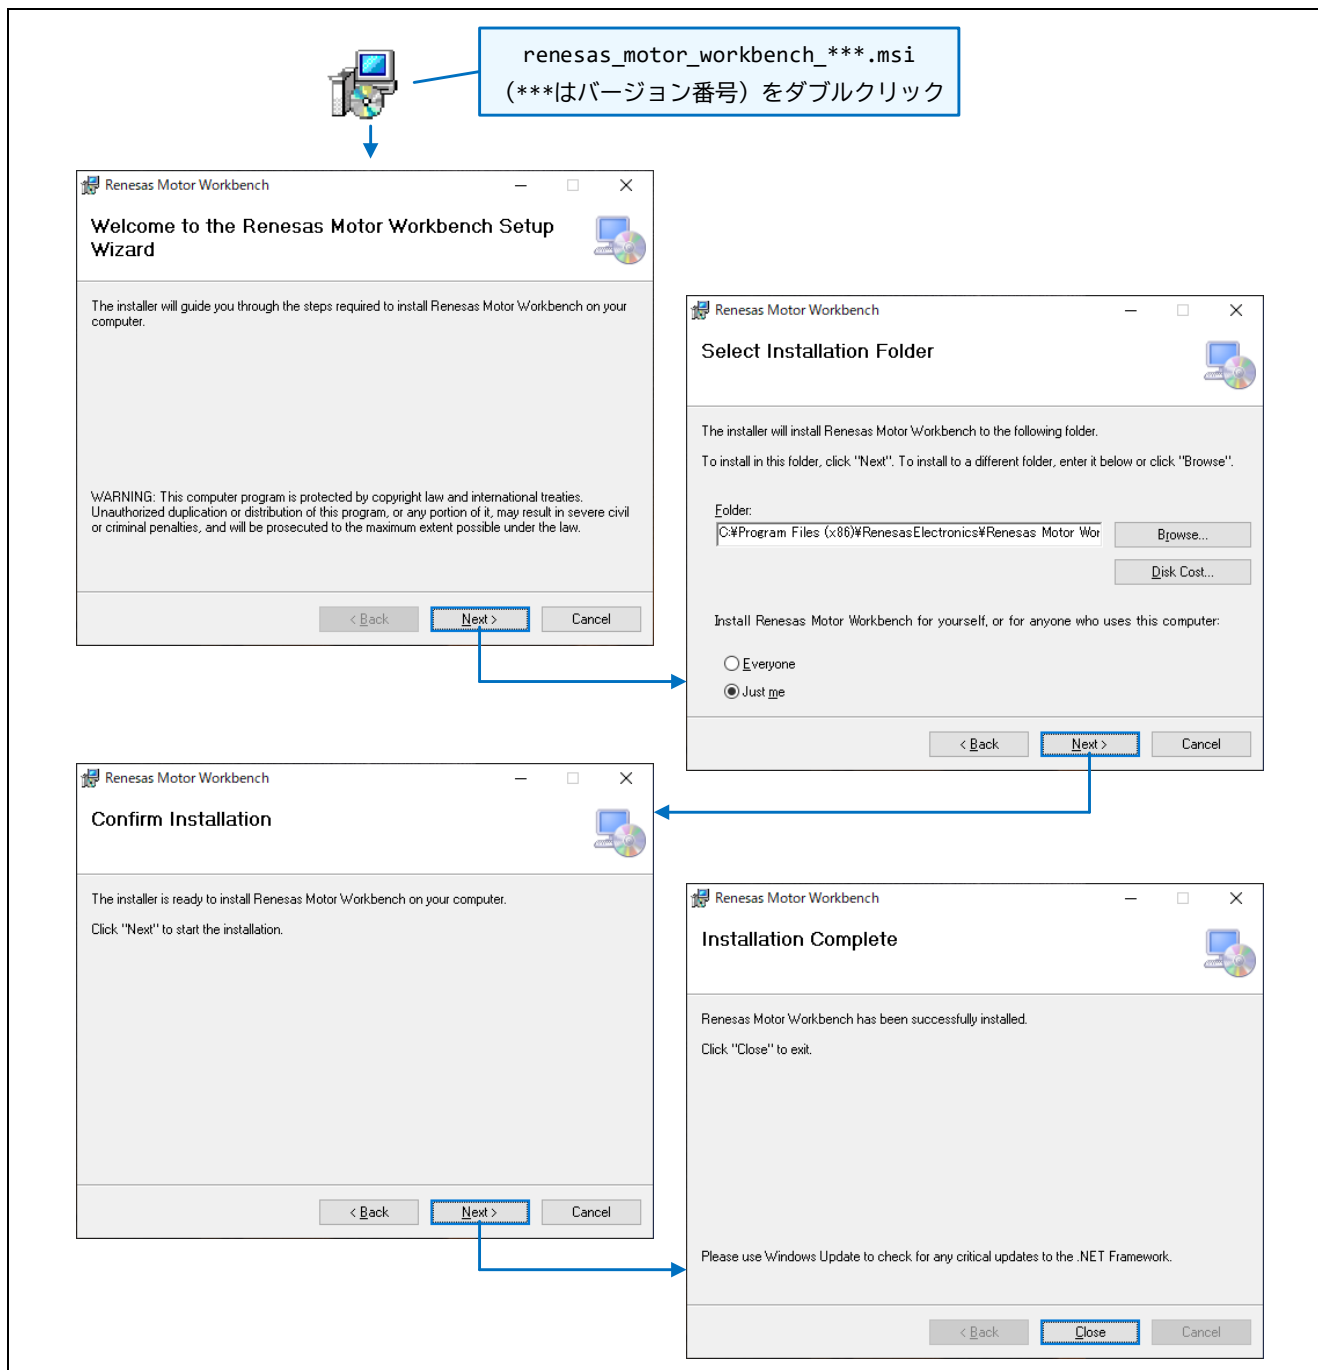 renesas_motor_workbench_***.msi
(***はバージョン番号)をダブルクリック
Renesas Motor Workbench
Welcome to the Renesas Motor Workbench Setup
Wizard
The installer will guide you through the steps required to install Renesas Motor Workbench on your
computer.
WARNING: This computer program is protected by copyright law and international treaties.
Unauthorized duplication or distribution of this program, or any portion of it, may result in severe civil
or criminal penalties, and will be prosecuted to the maximum extent possible under the law.
< Back
Next >
Cancel
Renesas Motor Workbench
Select Installation Folder
The installer will install Renesas Motor Workbench to the following folder.
To install in this folder, click "Next". To install to a different folder, enter it below or click "Browse".
Folder:
C:¥Program Files (x86)¥RenesasElectronics¥Renesas Motor Wor
Browse...
Disk Cost...
Install Renesas Motor Workbench for yourself, or for anyone who uses this computer:
Everyone
Just me
< Back
Next >
Cancel
Renesas Motor Workbench
Confirm Installation
The installer is ready to install Renesas Motor Workbench on your computer.
Click "Next" to start the installation.
< Back
Next >
Cancel
Renesas Motor Workbench
Installation Complete
Renesas Motor Workbench has been successfully installed.
Click "Close" to exit.
Please use Windows Update to check for any critical updates to the .NET Framework.
< Back
Close
Cancel